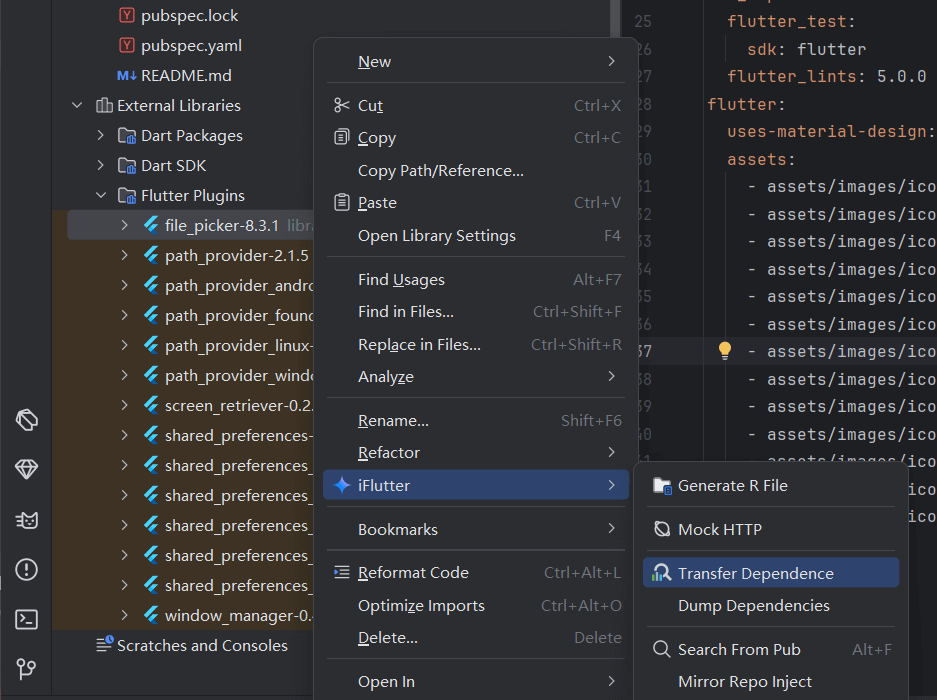 pubspec.lock
pubspec.yaml
README.md
External Libraries
Dart Packages
Dart SDK
Flutter Plugins
file_picker-8.3.1
path_provider-2.1.5
path_provider_andro
path_provider_found
path_provider_linux-
path_provider_wind
screen_retriever-0.2.
shared_preferences-
shared_preferences_
shared_preferences_
shared_preferences_
shared_preferences_
shared_preferences_
window_manager-0.
Scratches and Consoles
New
Cut Ctrl+X
Copy Ctrl+C
Copy Path/Reference...
Paste Ctrl+V
Open Library Settings F4
Find Usages Alt+F7
Find in Files... Ctrl+Shift+F
Replace in Files... Ctrl+Shift+R
Analyze
Rename... Shift+F6
Refactor
iFlutter
Bookmarks
Reformat Code Ctrl+Alt+L
Optimize Imports Ctrl+Alt+O
Delete... Delete
Open In
Generate R File
Mock HTTP
Transfer Dependence
Dump Dependencies
Search From Pub Alt+F
Mirror Repo Inject
25 flutter_test:
26 sdk: flutter
27 flutter_lints: 5.0.0
28 flutter:
29 uses-material-design:
30 assets:
31 - assets/images/ico
32 - assets/images/ico
33 - assets/images/ico
34 - assets/images/ico
35 - assets/images/ico
36 - assets/images/ico
37 - assets/images/ico
38 - assets/images/ico
39 - assets/images/ico
40 - assets/images/ico
- assets/images/ico
ico
ico